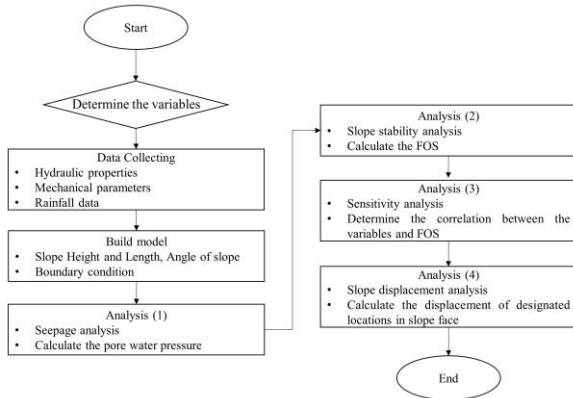 Start
Determine the variables
Data Collecting
• Hydraulic properties
• Mechanical parameters
• Rainfall data
Build model
• Slope Height and Length, Angle of slope
• Boundary condition
Analysis (1)
• Seepage analysis
• Calculate the pore water pressure
Analysis (2)
• Slope stability analysis
• Calculate the FOS
Analysis (3)
• Sensitivity analysis
• Determine the correlation between the
variables and FOS
Analysis (4)
• Slope displacement analysis
• Calculate the displacement of designated
locations in slope face
End